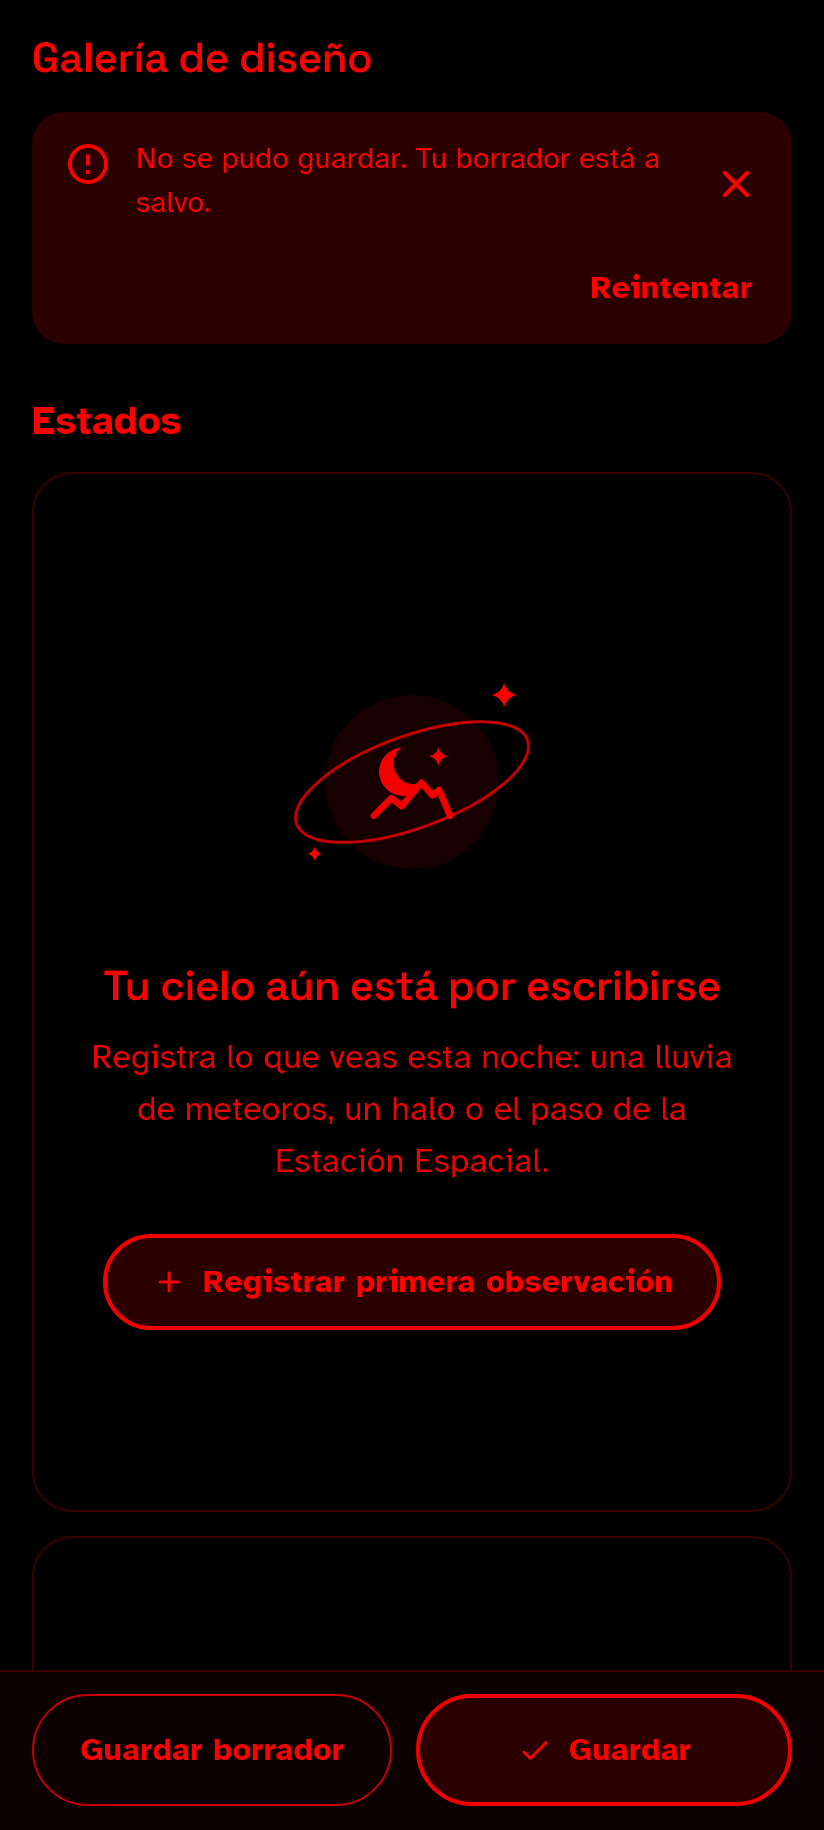 Galería de diseño
No se pudo guardar. Tu borrador está a
salvo.
Reintentar
Estados
Tu cielo aún está por escribirse
Registra lo que veas esta noche: una lluvia
de meteoros, un halo o el paso de la
Estación Espacial.
Registrar primera observación
Guardar borrador
Guardar